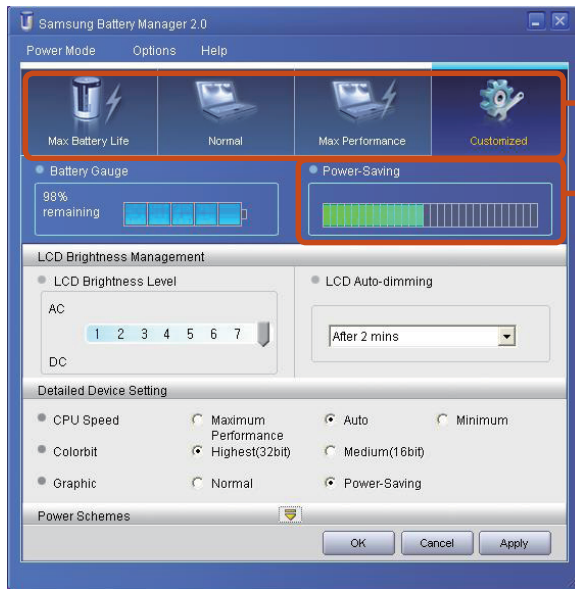 Samsung Battery Manager 2.0
Power Mode Options Help
Max Battery Life Normal Max Performance Customized
Battery Gauge Power-Saving
98%
remaining
LCD Brightness Management
LCD Brightness Level LCD Auto-dimming
AC
1 2 3 4 5 6 7
After 2 mins
DC
Detailed Device Setting
CPU Speed Maximum Performance Auto Minimum
Colorbit Highest(32bit) Medium(16bit)
Graphic Normal Power-Saving
Power Schemes
OK Cancel Apply